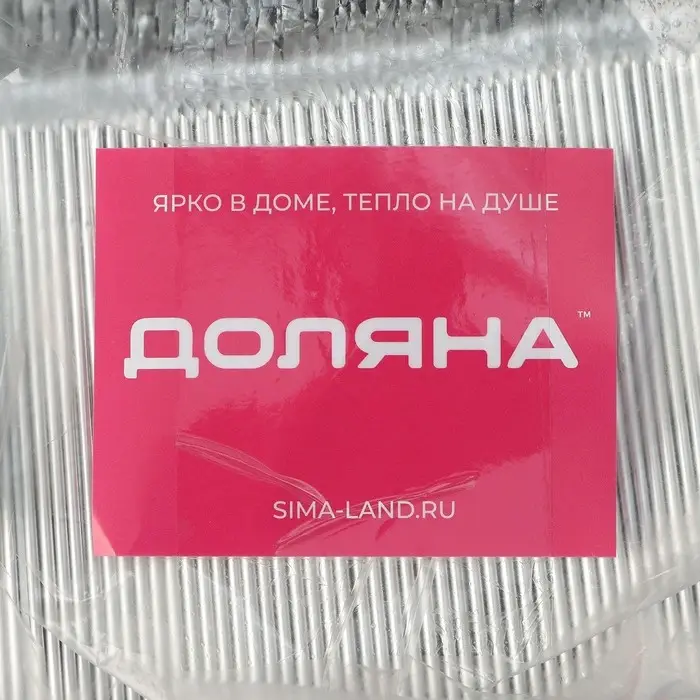 ЯРКО В ДОМЕ, ТЕПЛО НА ДУШЕ
ДОЛЯНА™
SIMA-LAND.RU